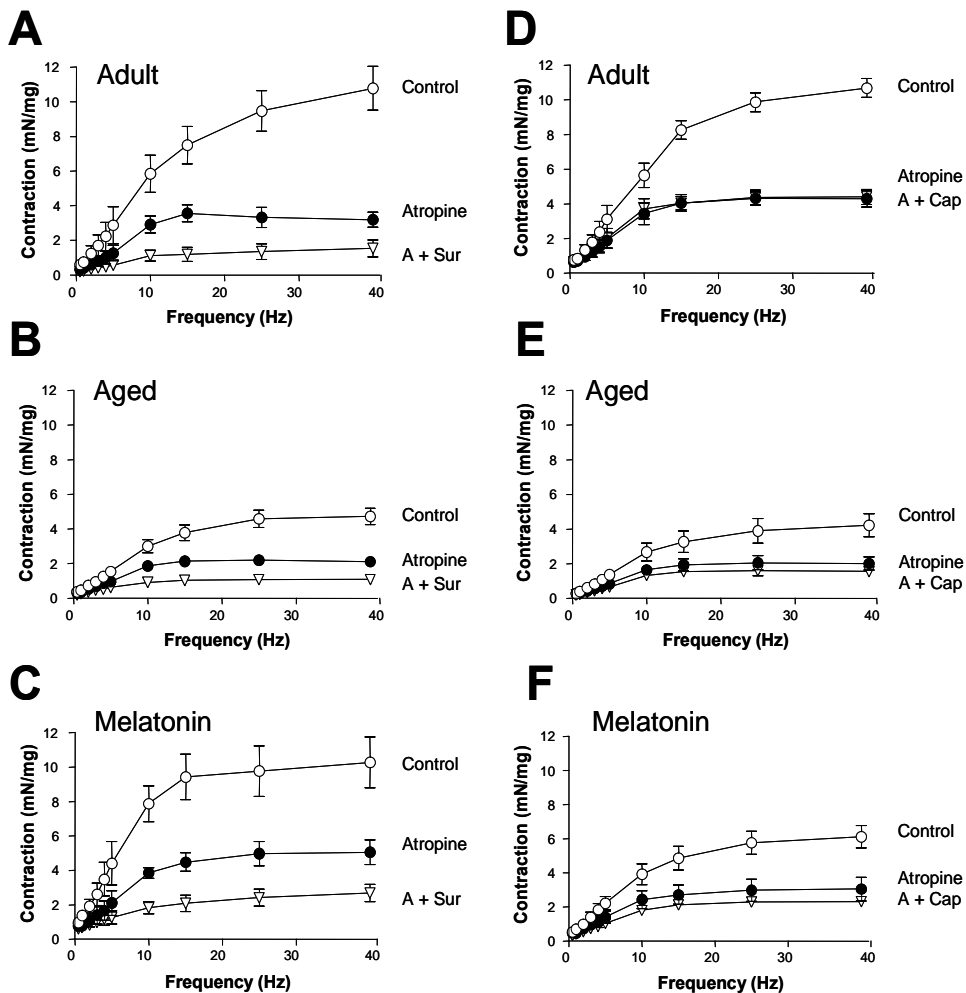 A
Adult
Contraction (mN/mg)
12
10
8
6
4
2
0
0
10
20
30
40
Frequency (Hz)
Control
Atropine
A + Sur
D
Adult
Contraction (mN/mg)
12
10
8
6
4
2
0
0
10
20
30
40
Frequency (Hz)
Control
Atropine
A + Cap
B
Aged
Contraction (mN/mg)
12
10
8
6
4
2
0
0
10
20
30
40
Frequency (Hz)
Control
Atropine
A + Sur
E
Aged
Contraction (mN/mg)
12
10
8
6
4
2
0
0
10
20
30
40
Frequency (Hz)
Control
Atropine
A + Cap
C
Melatonin
Contraction (mN/mg)
12
10
8
6
4
2
0
0
10
20
30
40
Frequency (Hz)
Control
Atropine
A + Sur
F
Melatonin
Contraction (mN/mg)
12
10
8
6
4
2
0
0
10
20
30
40
Frequency (Hz)
Control
Atropine
A + Cap